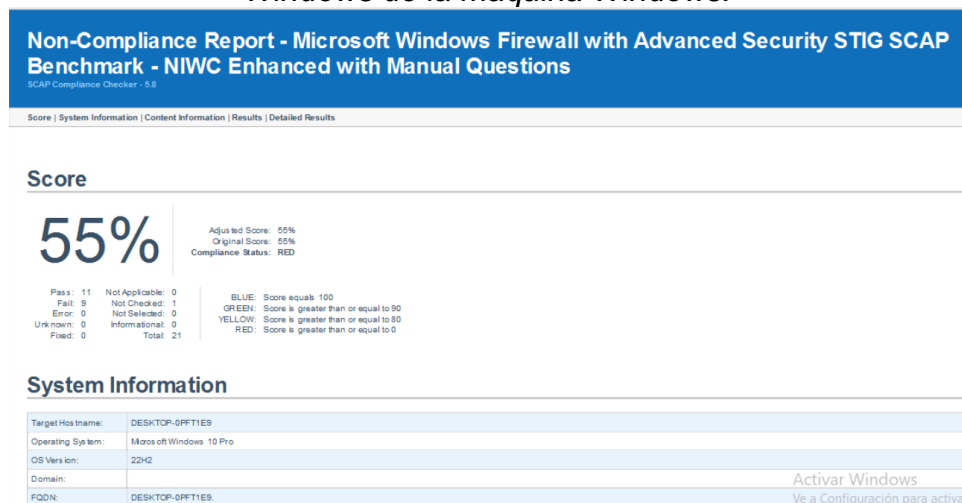 Windows de la máquina Windows.
Non-Compliance Report - Microsoft Windows Firewall with Advanced Security STIG SCAP
Benchmark - NIWC Enhanced with Manual Questions
SCAP Compliance Checker - 5.8
Score | System Information | Content Information | Results | Detailed Results
Score
55%
Adjusted Score: 55%
Original Score: 55%
Compliance Status: RED
Pass: 11 Not Applicable: 0
Fail: 9 Not Checked: 1
Error: 0 Not Selected: 0
Unknown: 0 Informational: 0
Fixed: 0 Total: 21
BLUE: Score equals 100
GREEN: Score is greater than or equal to 90
YELLOW: Score is greater than or equal to 80
RED: Score is greater than or equal to 0
System Information
Target Hostname: DESKTOP-0PFT1E9
Operating System: Microsoft Windows 10 Pro
OS Version: 22H2
Domain:
FQDN: DESKTOP-0PFT1E9.
Activar Windows
Ve a Configuración para activa